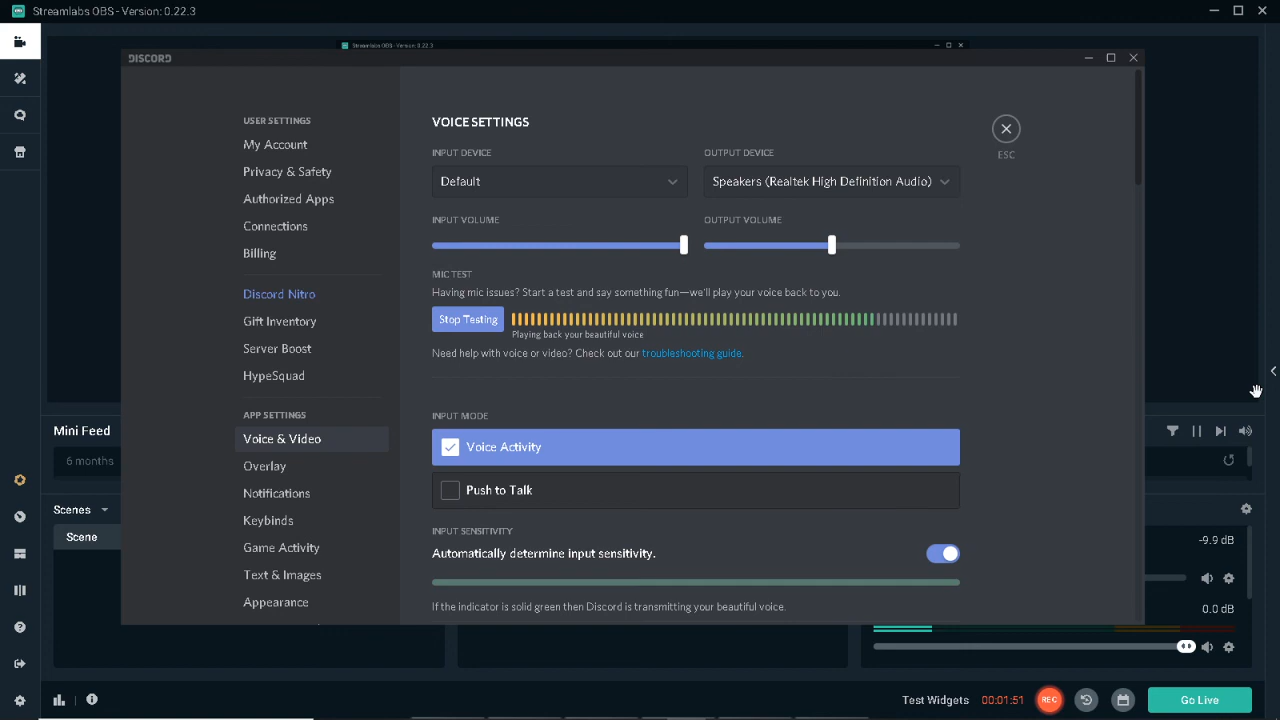 Streamlabs OBS - Version: 0.22.3
Streamlabs OBS - Version: 0.22.3
DISCORD
USER SETTINGS
My Account
Privacy & Safety
Authorized Apps
Connections
Billing
Discord Nitro
Gift Inventory
Server Boost
HypeSquad
APP SETTINGS
Voice & Video
Overlay
Notifications
Keybinds
Game Activity
Text & Images
Appearance
VOICE SETTINGS
ESC
INPUT DEVICE
OUTPUT DEVICE
Default
Speakers (Realtek High Definition Audio)
INPUT VOLUME
OUTPUT VOLUME
MIC TEST
Having mic issues? Start a test and say something fun—we'll play your voice back to you.
Stop Testing
Playing back your beautiful voice
Need help with voice or video? Check out our troubleshooting guide.
INPUT MODE
Voice Activity
Push to Talk
INPUT SENSITIVITY
Automatically determine input sensitivity.
If the indicator is solid green then Discord is transmitting your beautiful voice.
Mini Feed
6 months
Scenes
Scene
-9.9 dB
0.0 dB
Test Widgets
00:01:51
REC
Go Live